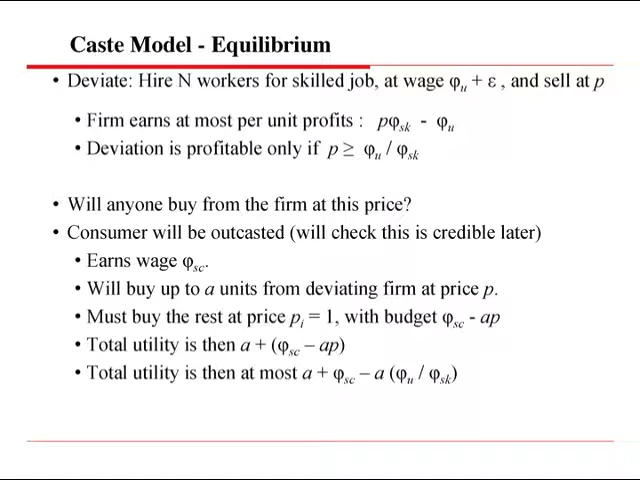 Caste Model - Equilibrium
• Deviate: Hire N workers for skilled job, at wage φu + ε , and sell at p
• Firm earns at most per unit profits : pφsk - φu
• Deviation is profitable only if p ≥ φu / φsk
• Will anyone buy from the firm at this price?
• Consumer will be outcasted (will check this is credible later)
• Earns wage φsc.
• Will buy up to a units from deviating firm at price p.
• Must buy the rest at price pi = 1, with budget φsc - ap
• Total utility is then a + (φsc – ap)
• Total utility is then at most a + φsc – a (φu / φsk)